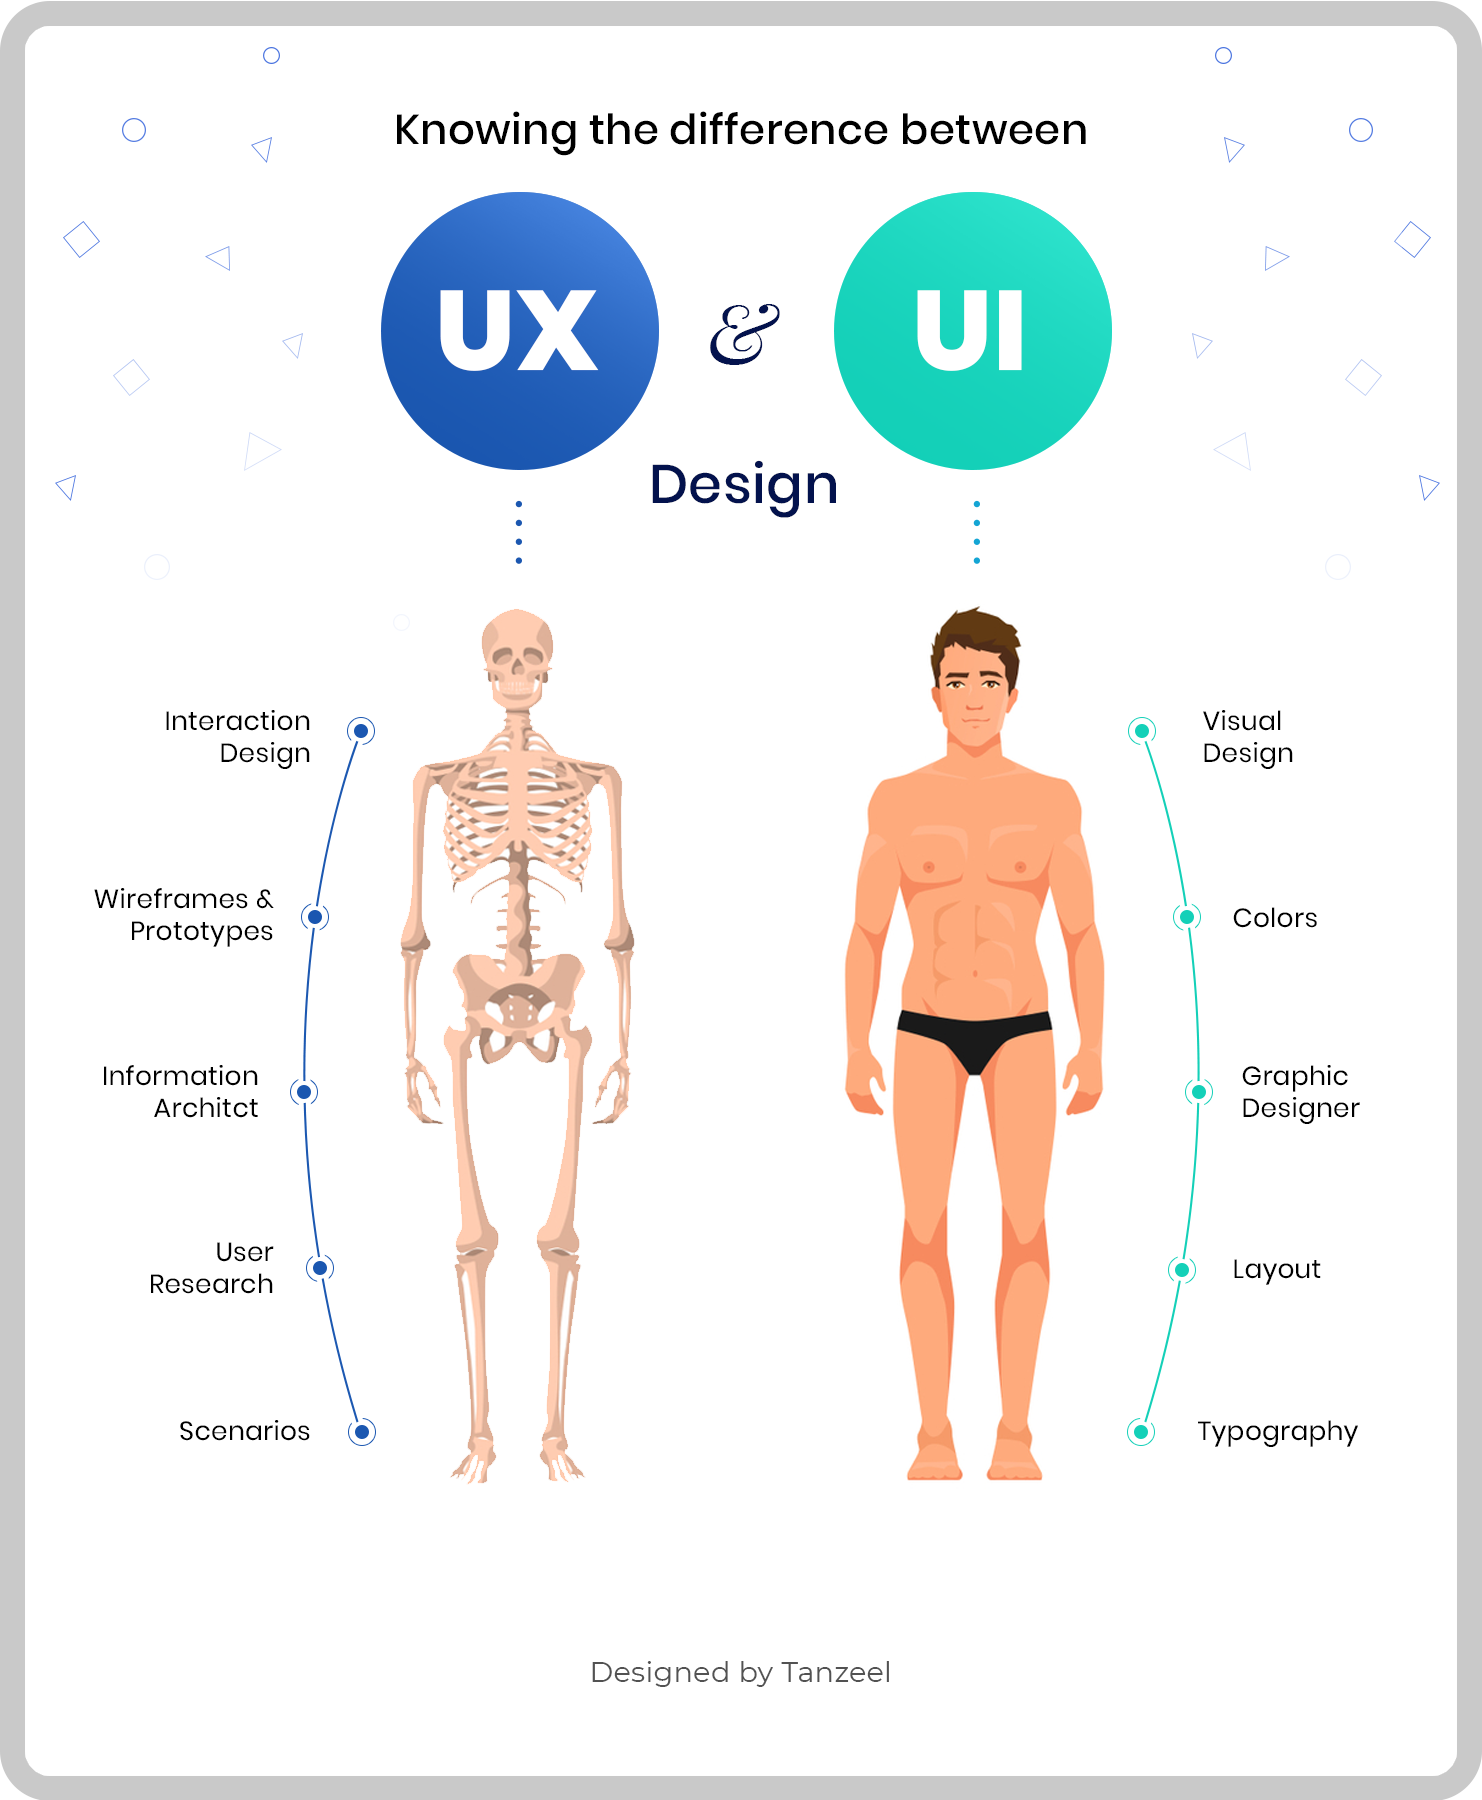 Knowing the difference between
UX & UI
Design
Interaction
Design
Wireframes &
Prototypes
Information
Architct
User
Research
Scenarios
Visual
Design
Colors
Graphic
Designer
Layout
Typography
Designed by Tanzeel